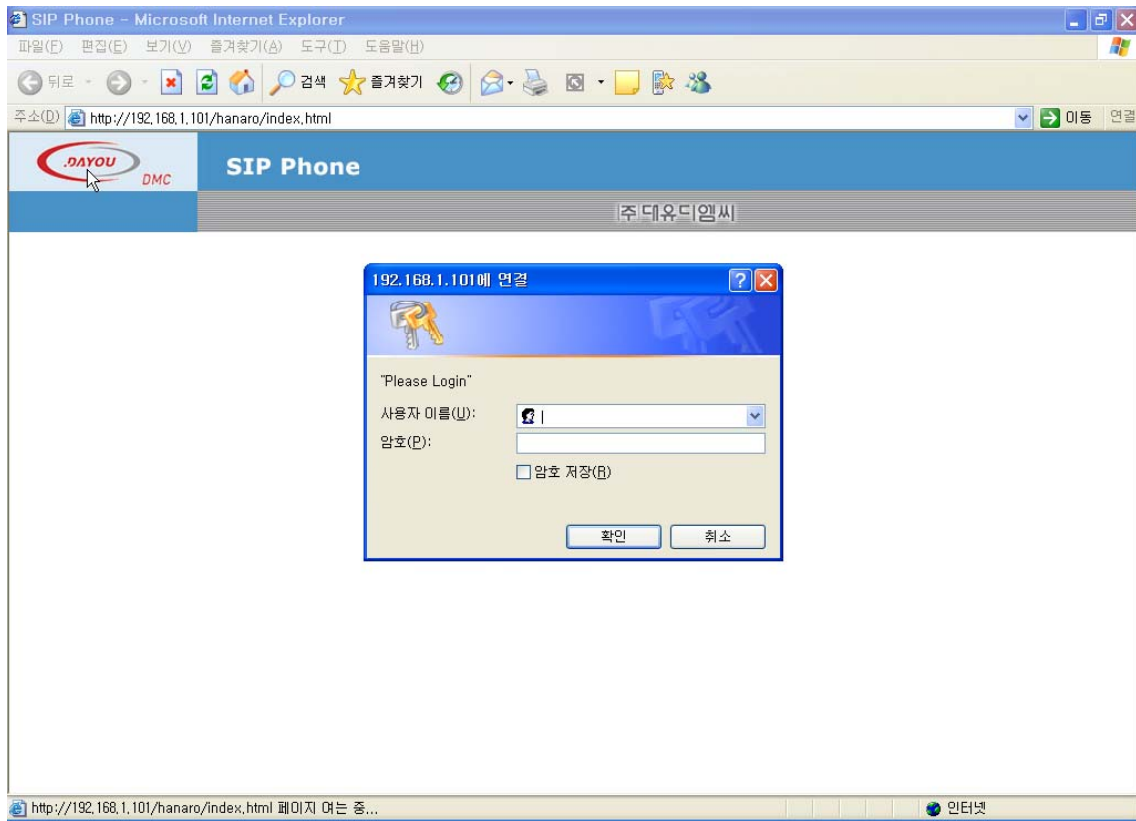 SIP Phone - Microsoft Internet Explorer
파일(F) 편집(E) 보기(V) 즐겨찾기(A) 도구(T) 도움말(H)
뒤로 검색 즐겨찾기
주소(D) http://192.168.1.101/hanaro/index.html 이동 연결
DAYOU DMC
SIP Phone
㈜대유디엠씨
192.168.1.101에 연결
"Please Login"
사용자 이름(U):
암호(P):
암호 저장(R)
확인 취소
http://192.168.1.101/hanaro/index.html 페이지 여는 중... 인터넷